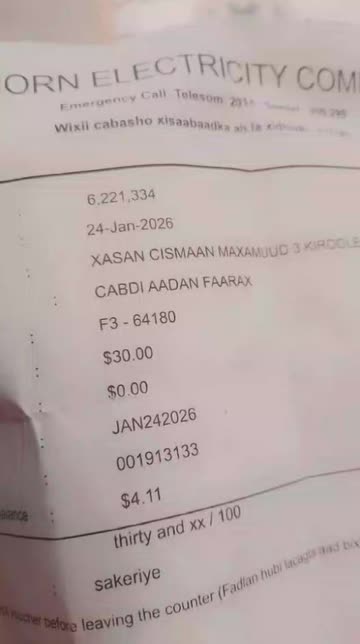 ORN ELECTRICITY COM
Emergency Call Telesom
Wixii cabasho xisaabaadka
6,221,334
24-Jan-2026
: XASAN CISMAAN MAXAMUUD 3 KIRDOLE
: CABDI AADAN FAARAX
: F3 - 64180
: $30.00
: $0.00
: JAN242026
: 001913133
: $4.11
thirty and xx / 100
: sakeriye
voucher before leaving the counter (Fadlan hubi lacagta